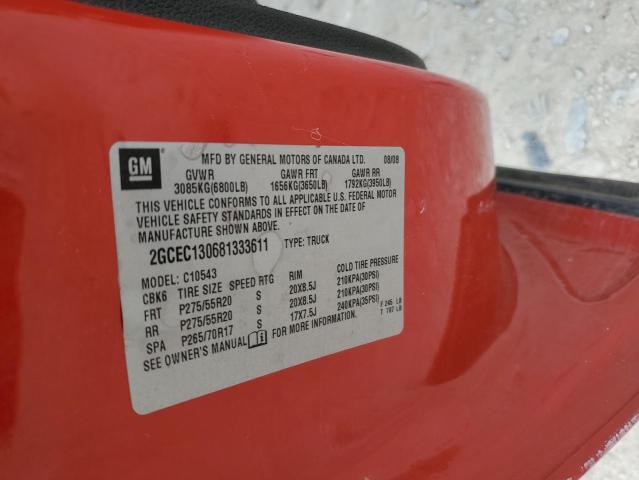 GM
MFD BY GENERAL MOTORS OF CANADA LTD. 08/08
GVWR GAWR FRT GAWR RR
3085KG(6800LB) 1656KG(3650LB) 1792KG(3950LB)
THIS VEHICLE CONFORMS TO ALL APPLICABLE U.S. FEDERAL MOTOR
VEHICLE SAFETY STANDARDS IN EFFECT ON THE DATE OF
MANUFACTURE SHOWN ABOVE.
2GCEC130681333611 TYPE: TRUCK
MODEL: C10543
CBK6 TIRE SIZE SPEED RTG RIM COLD TIRE PRESSURE
FRT P275/55R20 S 20X8.5J 210KPA(30PSI)
RR P275/55R20 S 20X8.5J 210KPA(30PSI)
SPA P265/70R17 S 17X7.5J 240KPA(35PSI)
SEE OWNER'S MANUAL FOR MORE INFORMATION.
F 245 LB
T 702 LB